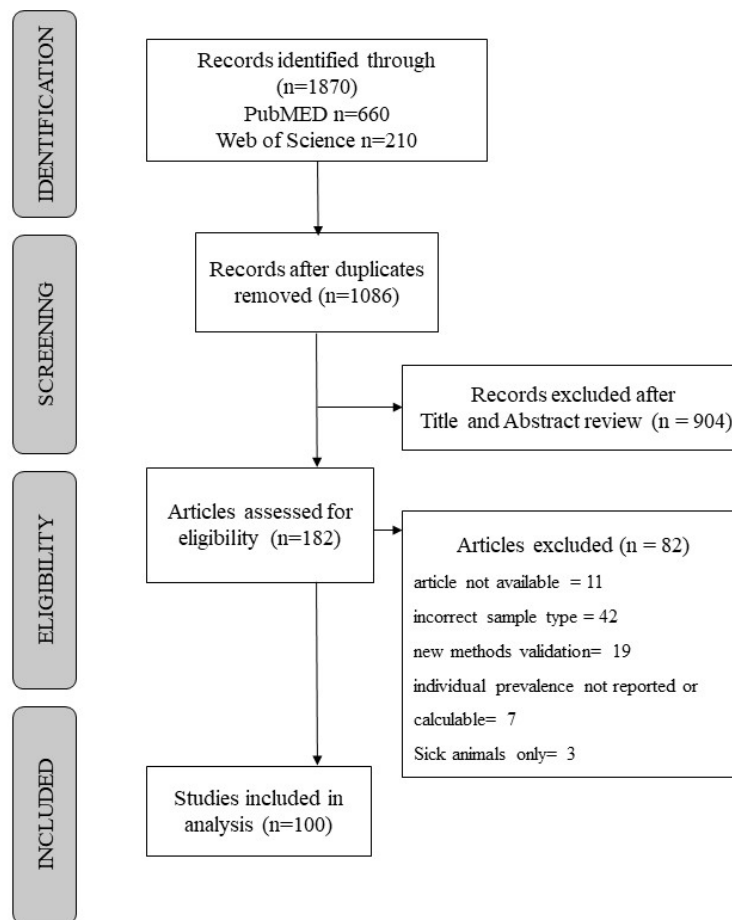 IDENTIFICATION
Records identified through
(n=1870)
PubMED n=660
Web of Science n=210
SCREENING
Records after duplicates
removed (n=1086)
Records excluded after
Title and Abstract review (n = 904)
ELIGIBILITY
Articles assessed for
eligibility (n=182)
Articles excluded (n = 82)
article not available = 11
incorrect sample type = 42
new methods validation= 19
individual prevalence not reported or
calculable= 7
Sick animals only= 3
INCLUDED
Studies included in
analysis (n=100)